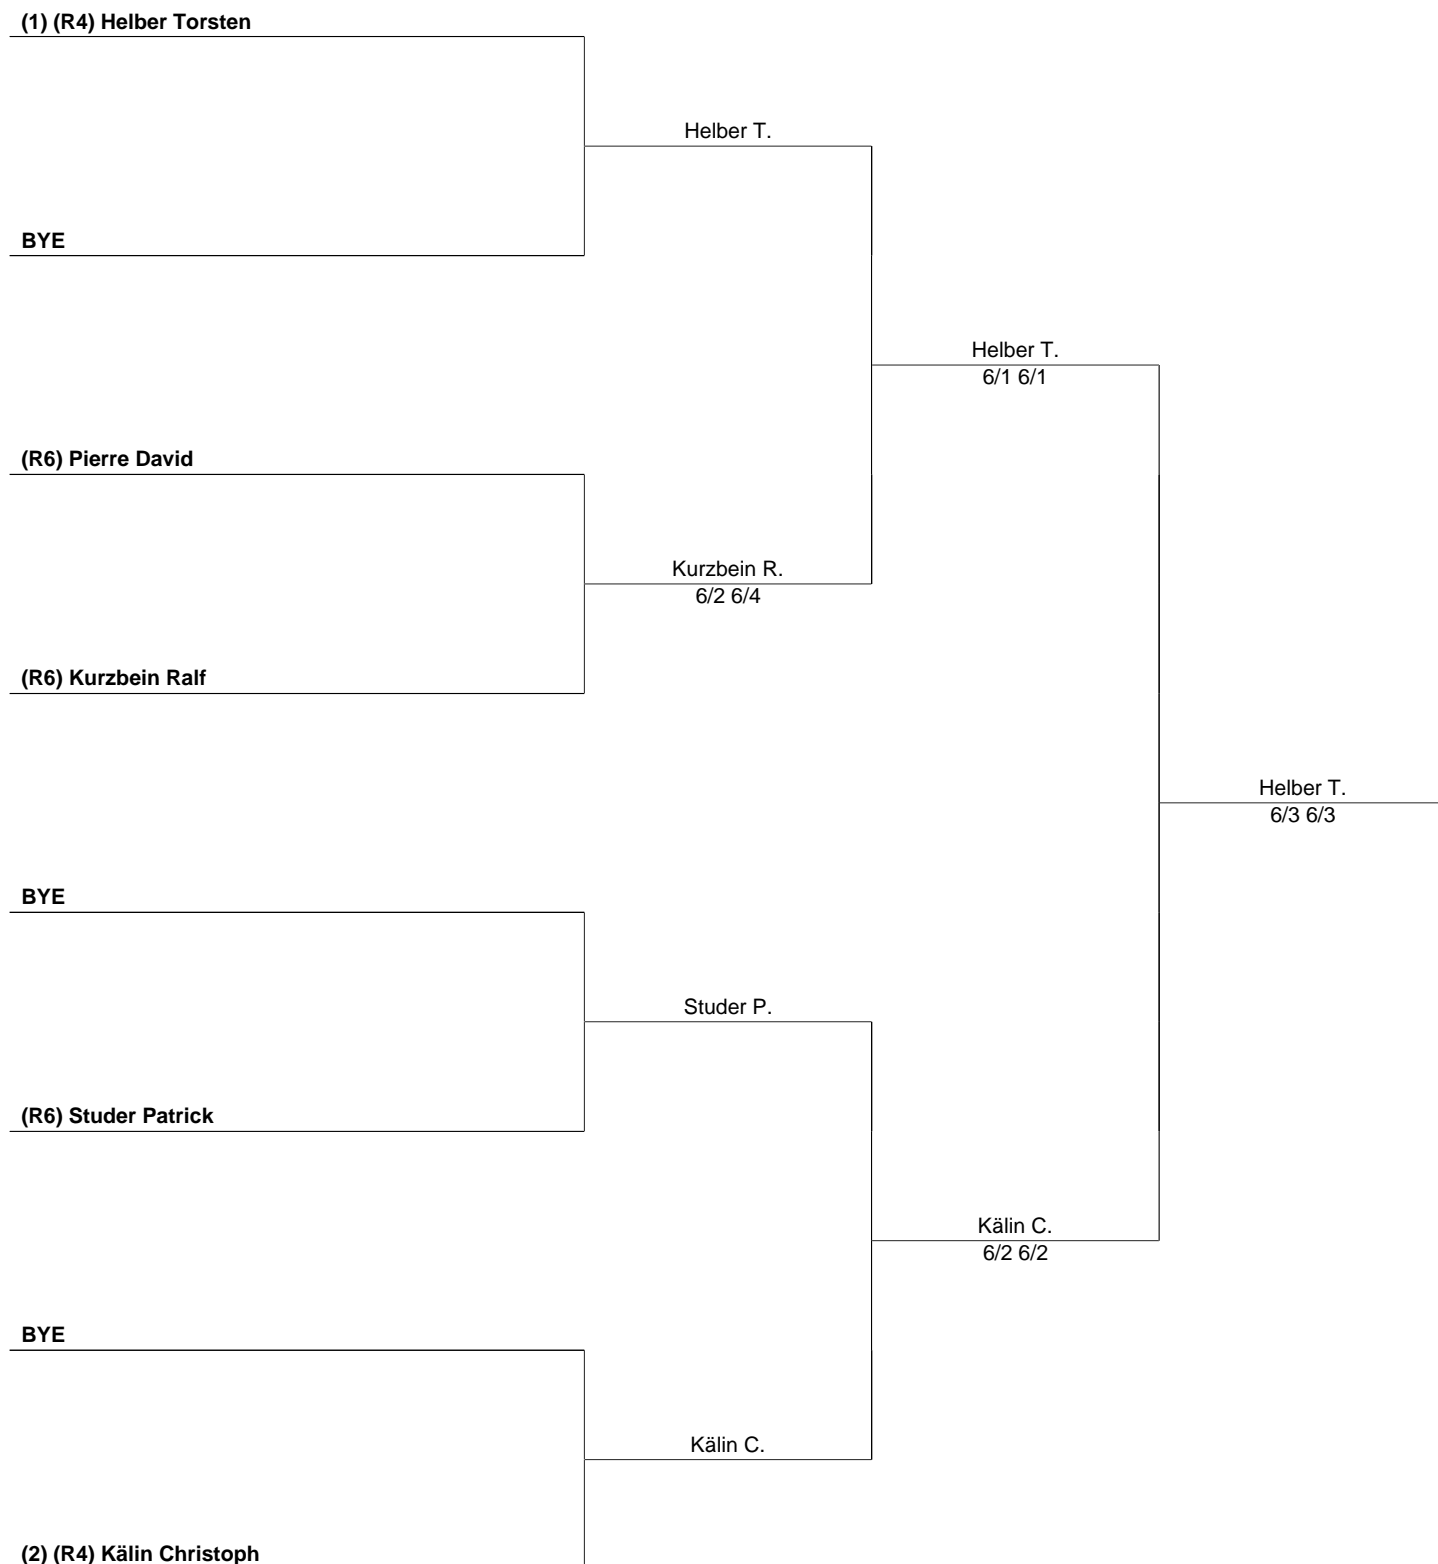 (1) (R4) Helber Torsten
Helber T.
BYE
Helber T.
6/1 6/1
(R6) Pierre David
Kurzbein R.
6/2 6/4
(R6) Kurzbein Ralf
Helber T.
6/3 6/3
BYE
Studer P.
(R6) Studer Patrick
Kälin C.
6/2 6/2
BYE
Kälin C.
(2) (R4) Kälin Christoph